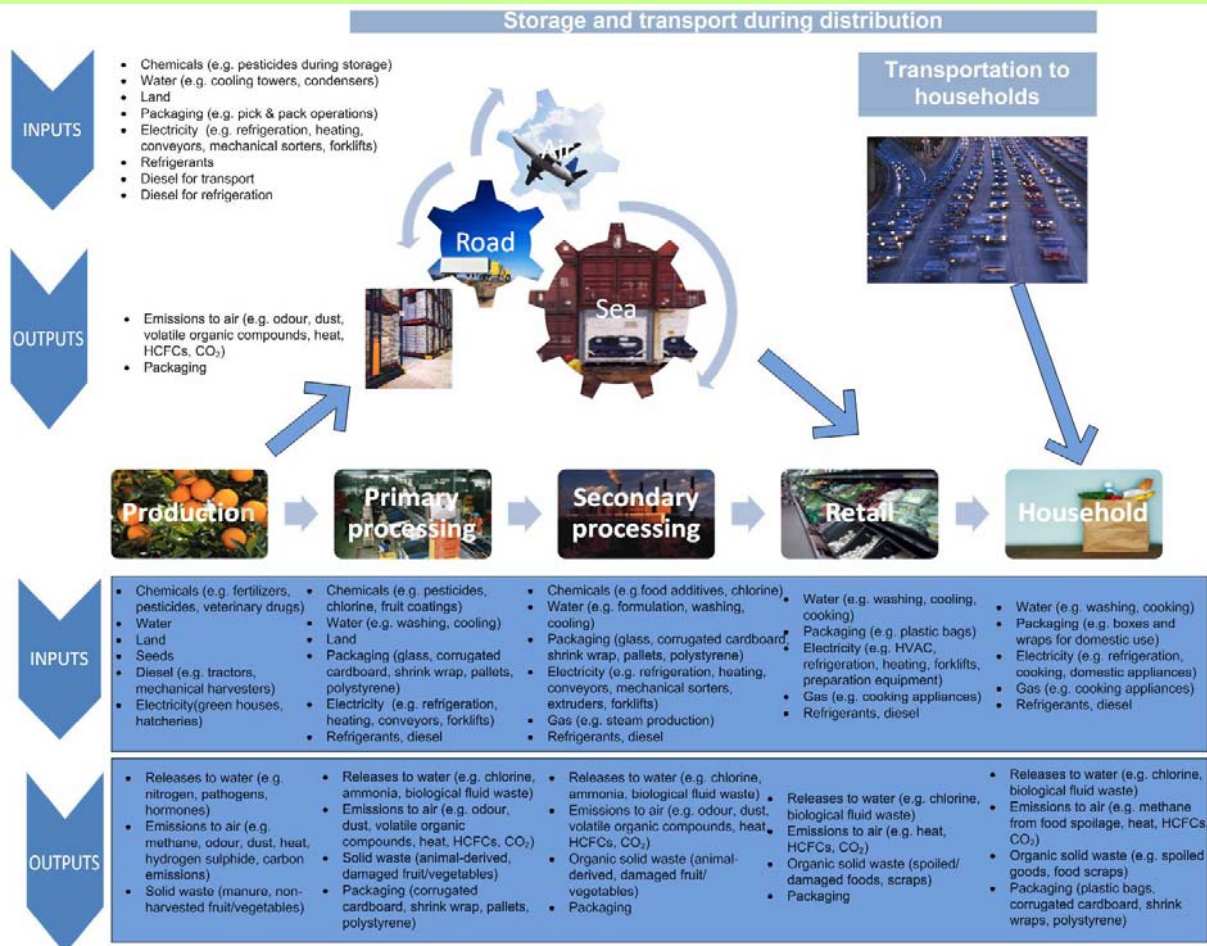 Storage and transport during distribution
Transportation to
households
INPUTS
• Chemicals (e.g. pesticides during storage)
• Water (e.g. cooling towers, condensers)
• Land
• Packaging (e.g. pick & pack operations)
• Electricity (e.g. refrigeration, heating,
conveyors, mechanical sorters, forklifts)
• Refrigerants
• Diesel for transport
• Diesel for refrigeration
Air
Road
Sea
OUTPUTS
• Emissions to air (e.g. odour, dust,
volatile organic compounds, heat,
HCFCs, CO₂)
• Packaging
Production
Primary
processing
Secondary
processing
Retail
Household
INPUTS
• Chemicals (e.g. fertilizers,
pesticides, veterinary drugs)
• Water
• Land
• Seeds
• Diesel (e.g. tractors,
mechanical harvesters)
• Electricity(green houses,
hatcheries)
• Chemicals (e.g. pesticides,
chlorine, fruit coatings)
• Water (e.g. washing, cooling)
• Land
• Packaging (glass, corrugated
cardboard, shrink wrap, pallets,
polystyrene)
• Electricity (e.g. refrigeration,
heating, conveyors, forklifts)
• Refrigerants, diesel
• Chemicals (e.g.food additives, chlorine)
• Water (e.g. formulation, washing,
cooling)
• Packaging (glass, corrugated cardboard,
shrink wrap, pallets, polystyrene)
• Electricity (e.g. refrigeration, heating,
conveyors, mechanical sorters,
extruders, forklifts)
• Gas (e.g. steam production)
• Refrigerants, diesel
• Water (e.g. washing, cooling,
cooking)
• Packaging (e.g. plastic bags)
• Electricity (e.g. HVAC,
refrigeration, heating, forklifts,
preparation equipment)
• Gas (e.g. cooking appliances)
• Refrigerants, diesel
• Water (e.g. washing, cooking)
• Packaging (e.g. boxes and
wraps for domestic use)
• Electricity (e.g. refrigeration,
cooking, domestic appliances)
• Gas (e.g. cooking appliances)
• Refrigerants, diesel
OUTPUTS
• Releases to water (e.g.
nitrogen, pathogens,
hormones)
• Emissions to air (e.g.
methane, odour, dust, heat,
hydrogen sulphide, carbon
emissions)
• Solid waste (manure, non-
harvested fruit/vegetables)
• Releases to water (e.g. chlorine,
ammonia, biological fluid waste)
• Emissions to air (e.g. odour,
dust, volatile organic
compounds, heat, HCFCs, CO₂)
• Solid waste (animal-derived,
damaged fruit/vegetables)
• Packaging (corrugated
cardboard, shrink wrap, pallets,
polystyrene)
• Releases to water (e.g. chlorine,
ammonia, biological fluid waste)
• Emissions to air (e.g. odour, dust,
volatile organic compounds, heat,
HCFCs, CO₂)
• Organic solid waste (animal-
derived, damaged fruit/
vegetables)
• Packaging
• Releases to water (e.g. chlorine,
biological fluid waste)
• Emissions to air (e.g. heat,
HCFCs, CO₂)
• Organic solid waste (spoiled/
damaged foods, scraps)
• Packaging
• Releases to water (e.g. chlorine,
biological fluid waste)
• Emissions to air (e.g. methane
from food spoilage, heat, HCFCs,
CO₂)
• Organic solid waste (e.g. spoiled
goods, food scraps)
• Packaging (plastic bags,
corrugated cardboard, shrink
wraps, polystyrene)